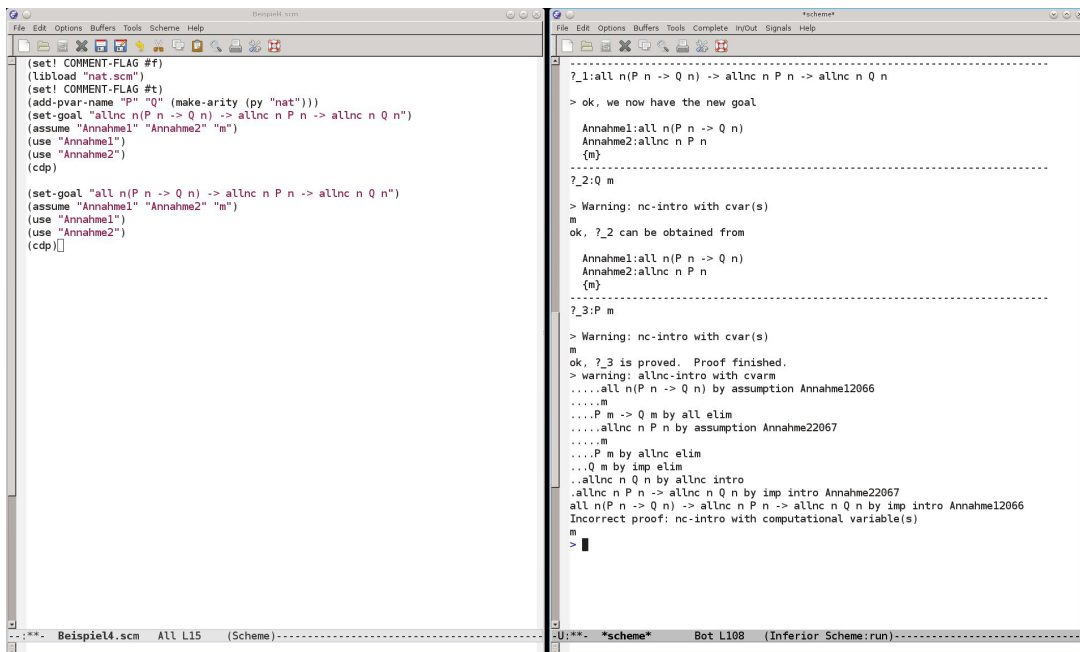 Beispiel4.scm
File Edit Options Buffers Tools Scheme Help
(set! COMMENT-FLAG #f)
(libload "nat.scm")
(set! COMMENT-FLAG #t)
(add-pvar-name "P" "Q" (make-arity (py "nat")))
(set-goal "allnc n(P n -> Q n) -> allnc n P n -> allnc n Q n")
(assume "Annahme1" "Annahme2" "m")
(use "Annahme1")
(use "Annahme2")
(cdp)
(set-goal "all n(P n -> Q n) -> allnc n P n -> allnc n Q n")
(assume "Annahme1" "Annahme2" "m")
(use "Annahme1")
(use "Annahme2")
(cdp)
--:**- Beispiel4.scm All L15 (Scheme)------------------------------------------
*scheme*
File Edit Options Buffers Tools Complete In/Out Signals Help
-----------------------------------------------------------------------------
?_1:all n(P n -> Q n) -> allnc n P n -> allnc n Q n
> ok, we now have the new goal
Annahme1:all n(P n -> Q n)
Annahme2:allnc n P n
{m}
-----------------------------------------------------------------------------
?_2:Q m
> Warning: nc-intro with cvar(s)
m
ok, ?_2 can be obtained from
Annahme1:all n(P n -> Q n)
Annahme2:allnc n P n
{m}
-----------------------------------------------------------------------------
?_3:P m
> Warning: nc-intro with cvar(s)
m
ok, ?_3 is proved.  Proof finished.
> warning: allnc-intro with cvarm
.....all n(P n -> Q n) by assumption Annahme12066
.....m
....P m -> Q m by all elim
.....allnc n P n by assumption Annahme22067
.....m
....P m by allnc elim
...Q m by imp elim
..allnc n Q n by allnc intro
.allnc n P n -> allnc n Q n by imp intro Annahme22067
all n(P n -> Q n) -> allnc n P n -> allnc n Q n by imp intro Annahme12066
Incorrect proof: nc-intro with computational variable(s)
m
>
-U:**- *scheme* Bot L108 (Inferior Scheme:run)------------------------------